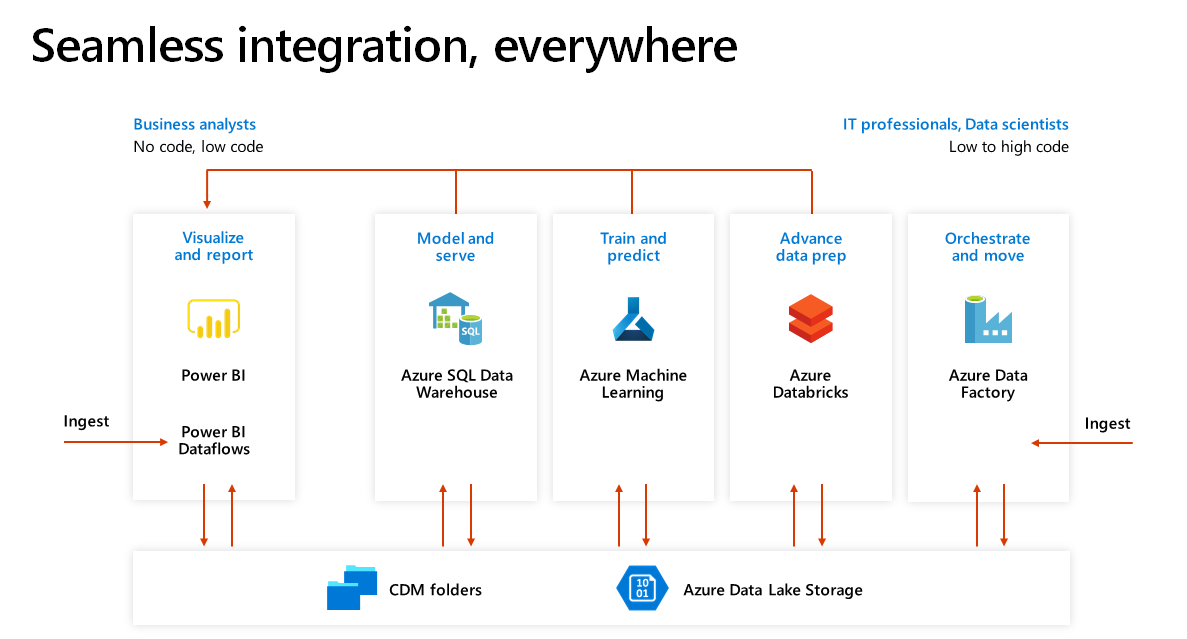 Seamless integration, everywhere
Business analysts
No code, low code
IT professionals, Data scientists
Low to high code
Visualize
and report
Power BI
Power BI
Dataflows
Model and
serve
SQL
Azure SQL Data
Warehouse
Train and
predict
Azure Machine
Learning
Advance
data prep
Azure
Databricks
Orchestrate
and move
Azure Data
Factory
Ingest
Ingest
CDM folders
10
01
Azure Data Lake Storage